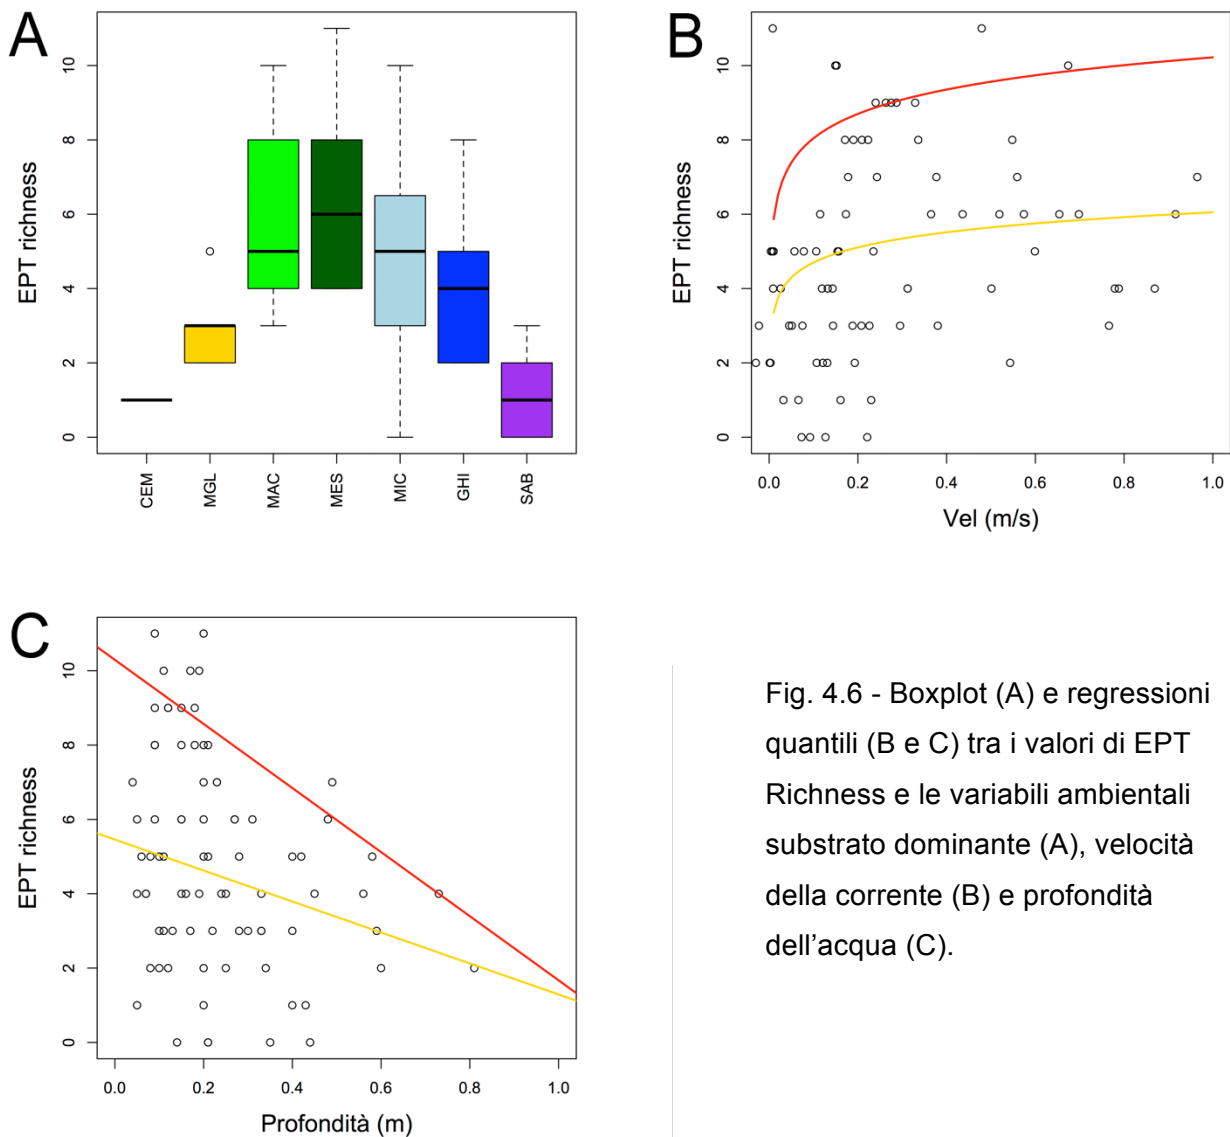 A
EPT richness
0
2
4
6
8
10
CEM
MGL
MAC
MES
MIC
GHI
SAB
B
EPT richness
0
2
4
6
8
10
0.0
0.2
0.4
0.6
0.8
1.0
Vel (m/s)
C
EPT richness
0
2
4
6
8
10
0.0
0.2
0.4
0.6
0.8
1.0
Profondità (m)
Fig. 4.6 - Boxplot (A) e regressioni
quantili (B e C) tra i valori di EPT
Richness e le variabili ambientali
substrato dominante (A), velocità
della corrente (B) e profondità
dell’acqua (C).